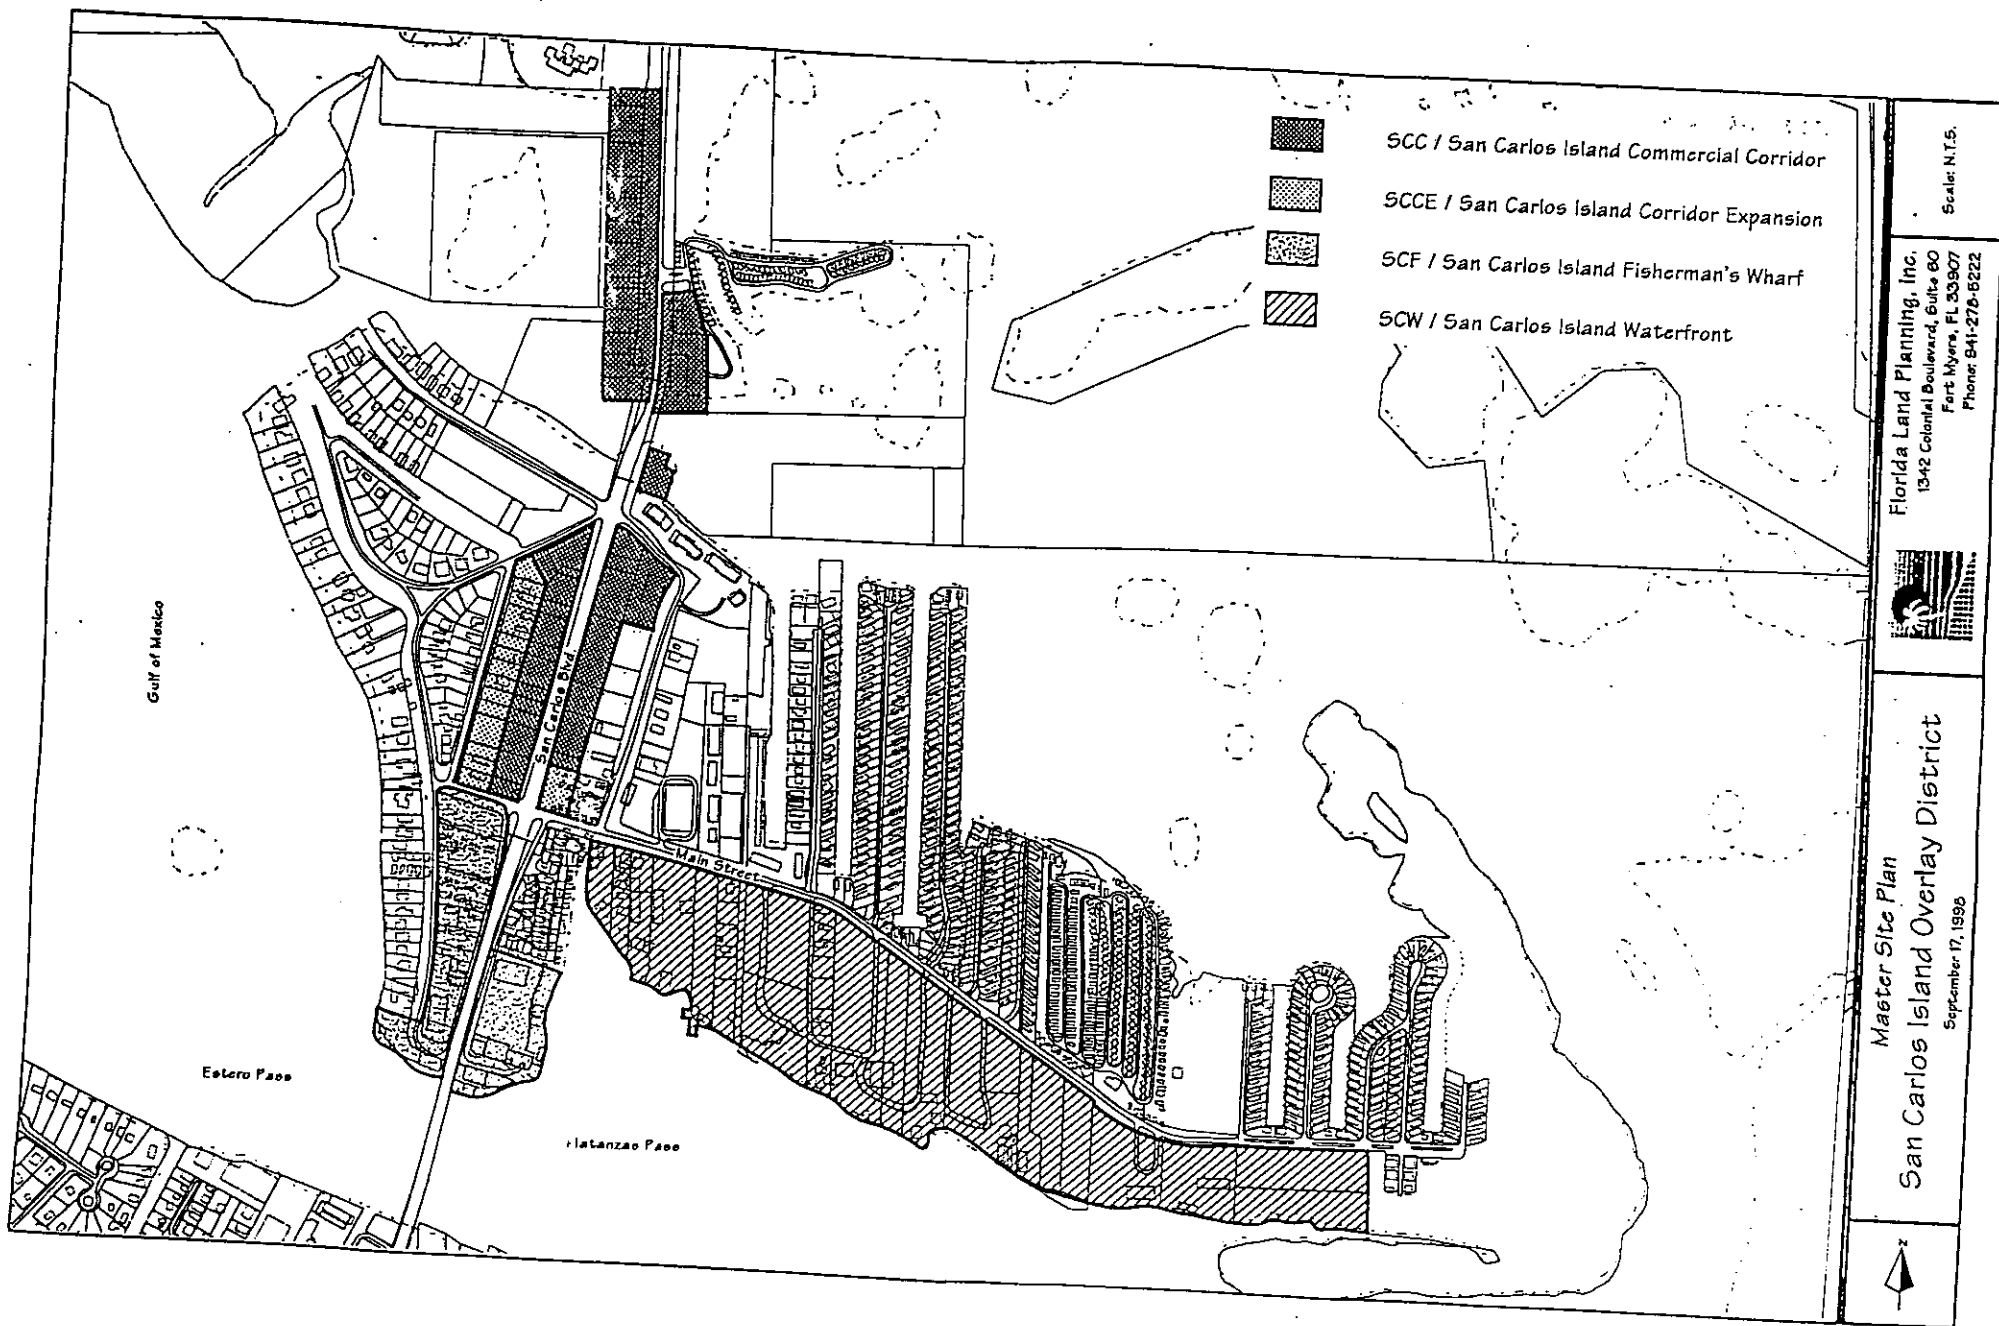 SCC / San Carlos Island Commercial Corridor
SCCE / San Carlos Island Corridor Expansion
SCF / San Carlos Island Fisherman's Wharf
SCW / San Carlos Island Waterfront
Gulf of Mexico
San Carlos Blvd.
Main Street
Estero Pass
Matanzas Pass
Scale: N.T.S.
Florida Land Planning, Inc.
1342 Colonial Boulevard, Suite 60
Fort Myers, FL 33907
Phone: 941-278-5222
Master Site Plan
San Carlos Island Overlay District
September 17, 1998
z